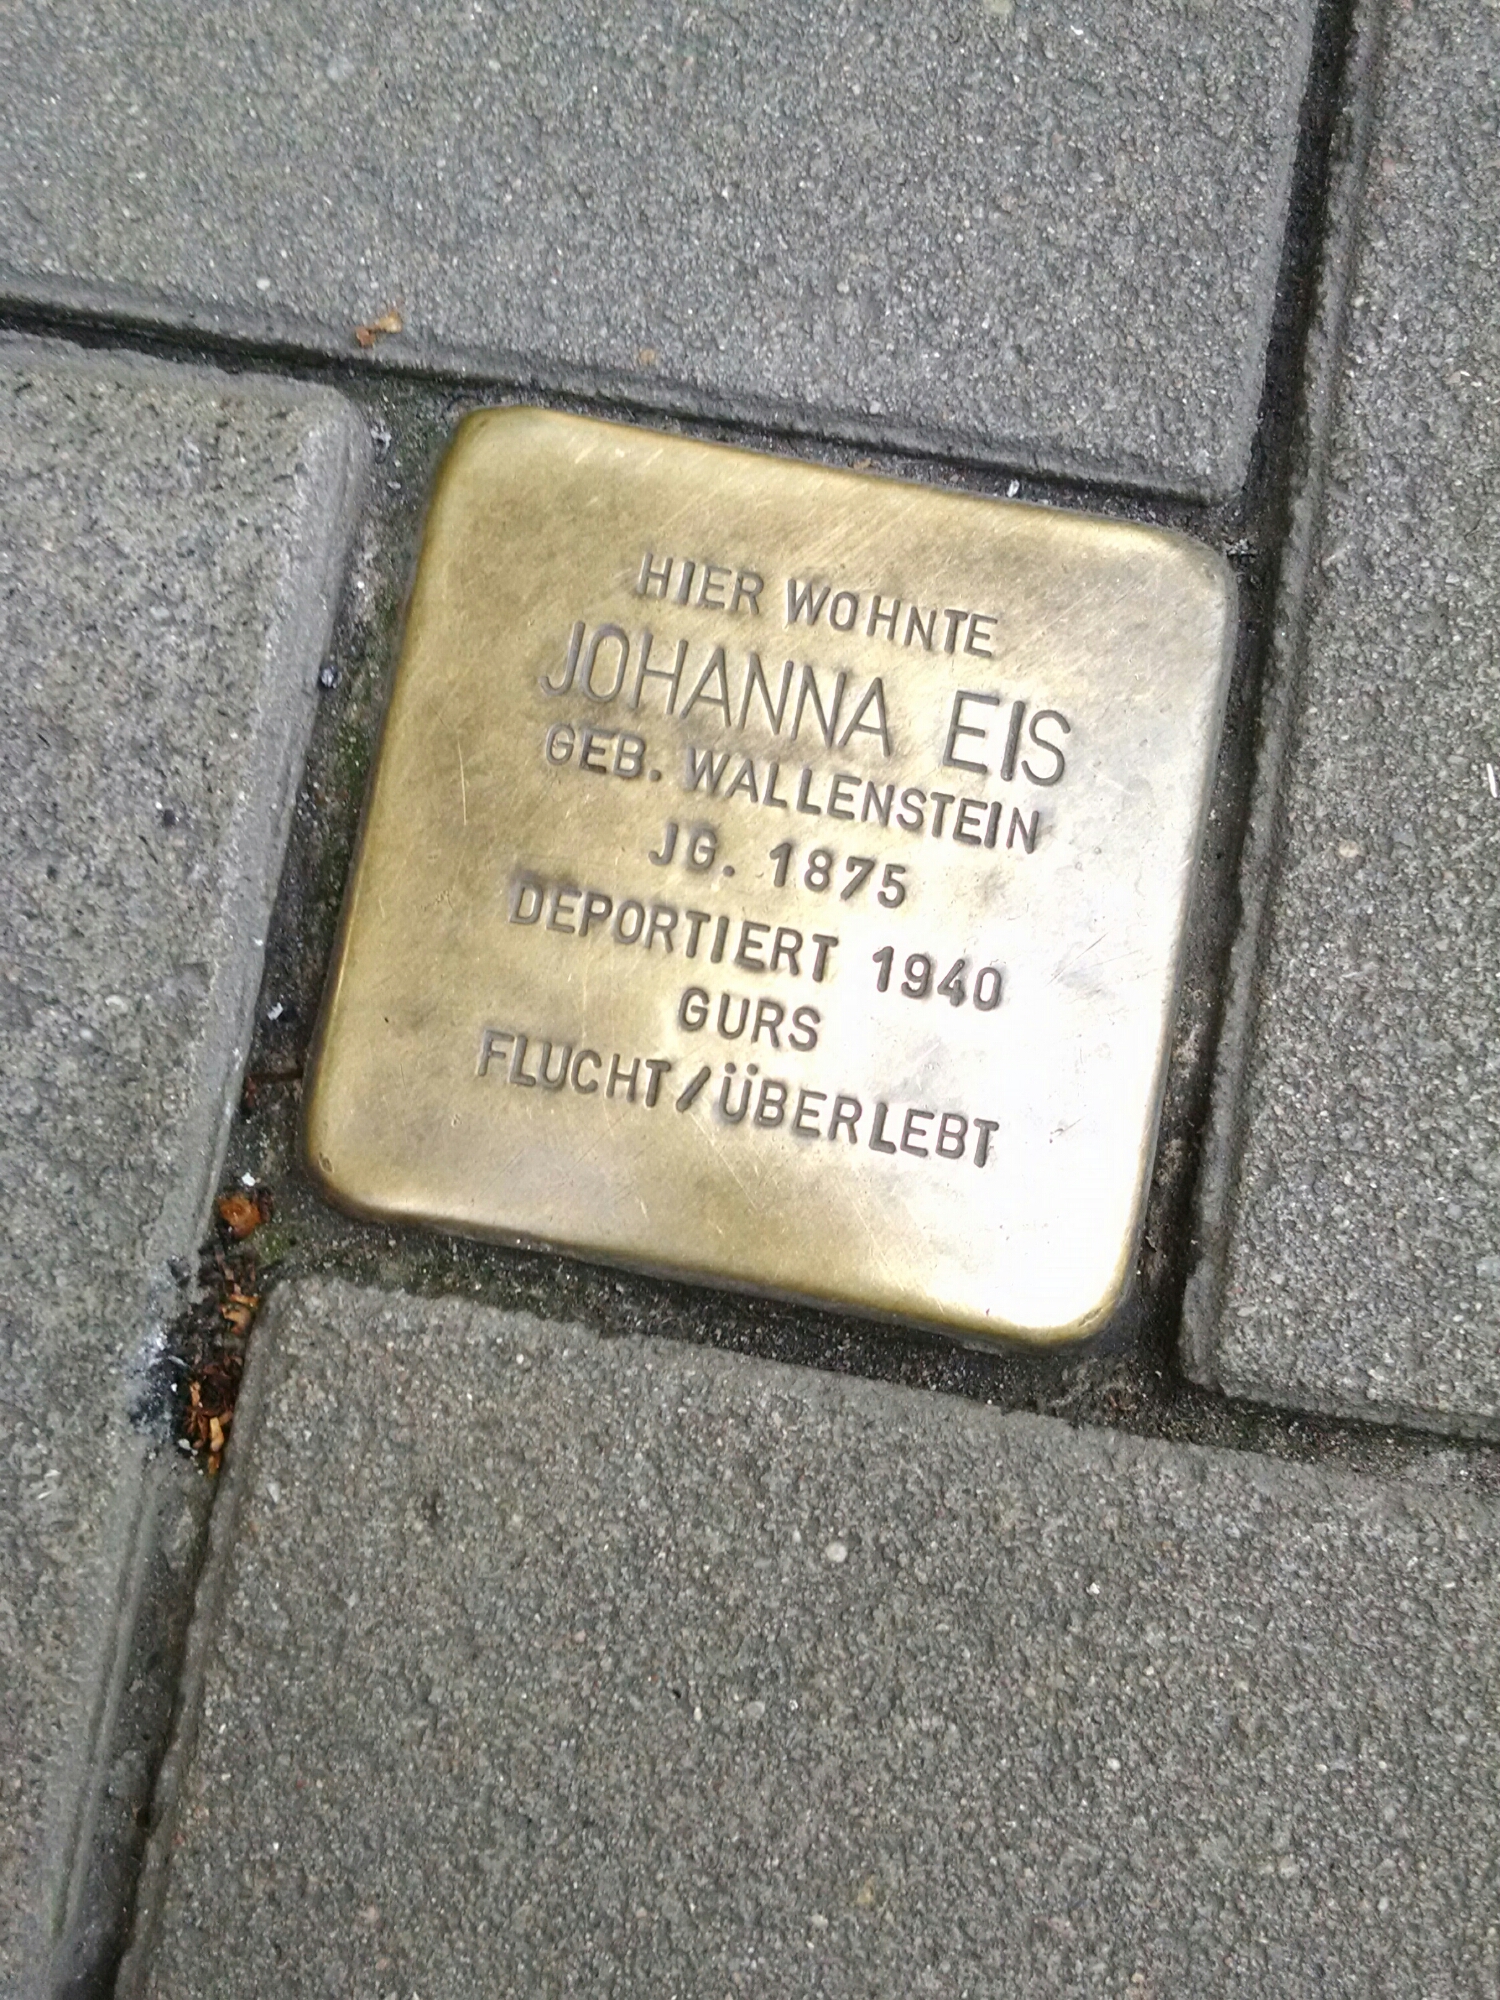 HIER WOHNTE
JOHANNA EIS
GEB. WALLENSTEIN
JG. 1875
DEPORTIERT 1940
GURS
FLUCHT/ÜBERLEBT